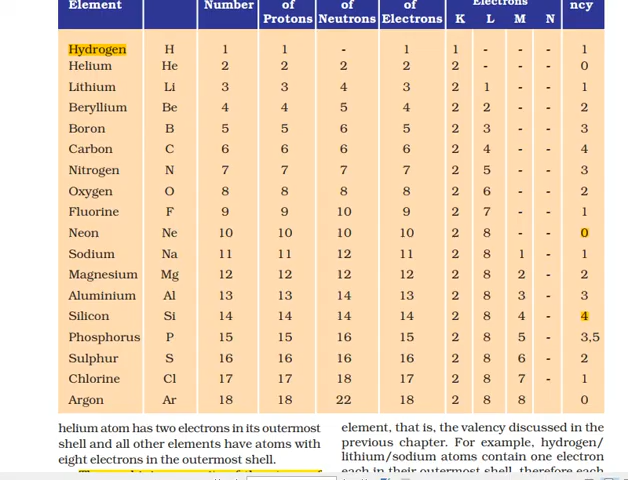 Element Number of of of Electrons ncy
Protons Neutrons Electrons K L M N
Hydrogen H 1 1 - 1 1 - - - 1
Helium He 2 2 2 2 2 - - - 0
Lithium Li 3 3 4 3 2 1 - - 1
Beryllium Be 4 4 5 4 2 2 - - 2
Boron B 5 5 6 5 2 3 - - 3
Carbon C 6 6 6 6 2 4 - - 4
Nitrogen N 7 7 7 7 2 5 - - 3
Oxygen O 8 8 8 8 2 6 - - 2
Fluorine F 9 9 10 9 2 7 - - 1
Neon Ne 10 10 10 10 2 8 - - 0
Sodium Na 11 11 12 11 2 8 1 - 1
Magnesium Mg 12 12 12 12 2 8 2 - 2
Aluminium Al 13 13 14 13 2 8 3 - 3
Silicon Si 14 14 14 14 2 8 4 - 4
Phosphorus P 15 15 16 15 2 8 5 - 3,5
Sulphur S 16 16 16 16 2 8 6 - 2
Chlorine Cl 17 17 18 17 2 8 7 - 1
Argon Ar 18 18 22 18 2 8 8 0
helium atom has two electrons in its outermost
shell and all other elements have atoms with
eight electrons in the outermost shell.
element, that is, the valency discussed in the
previous chapter. For example, hydrogen/
lithium/sodium atoms contain one electron
each in their outermost shell, therefore each